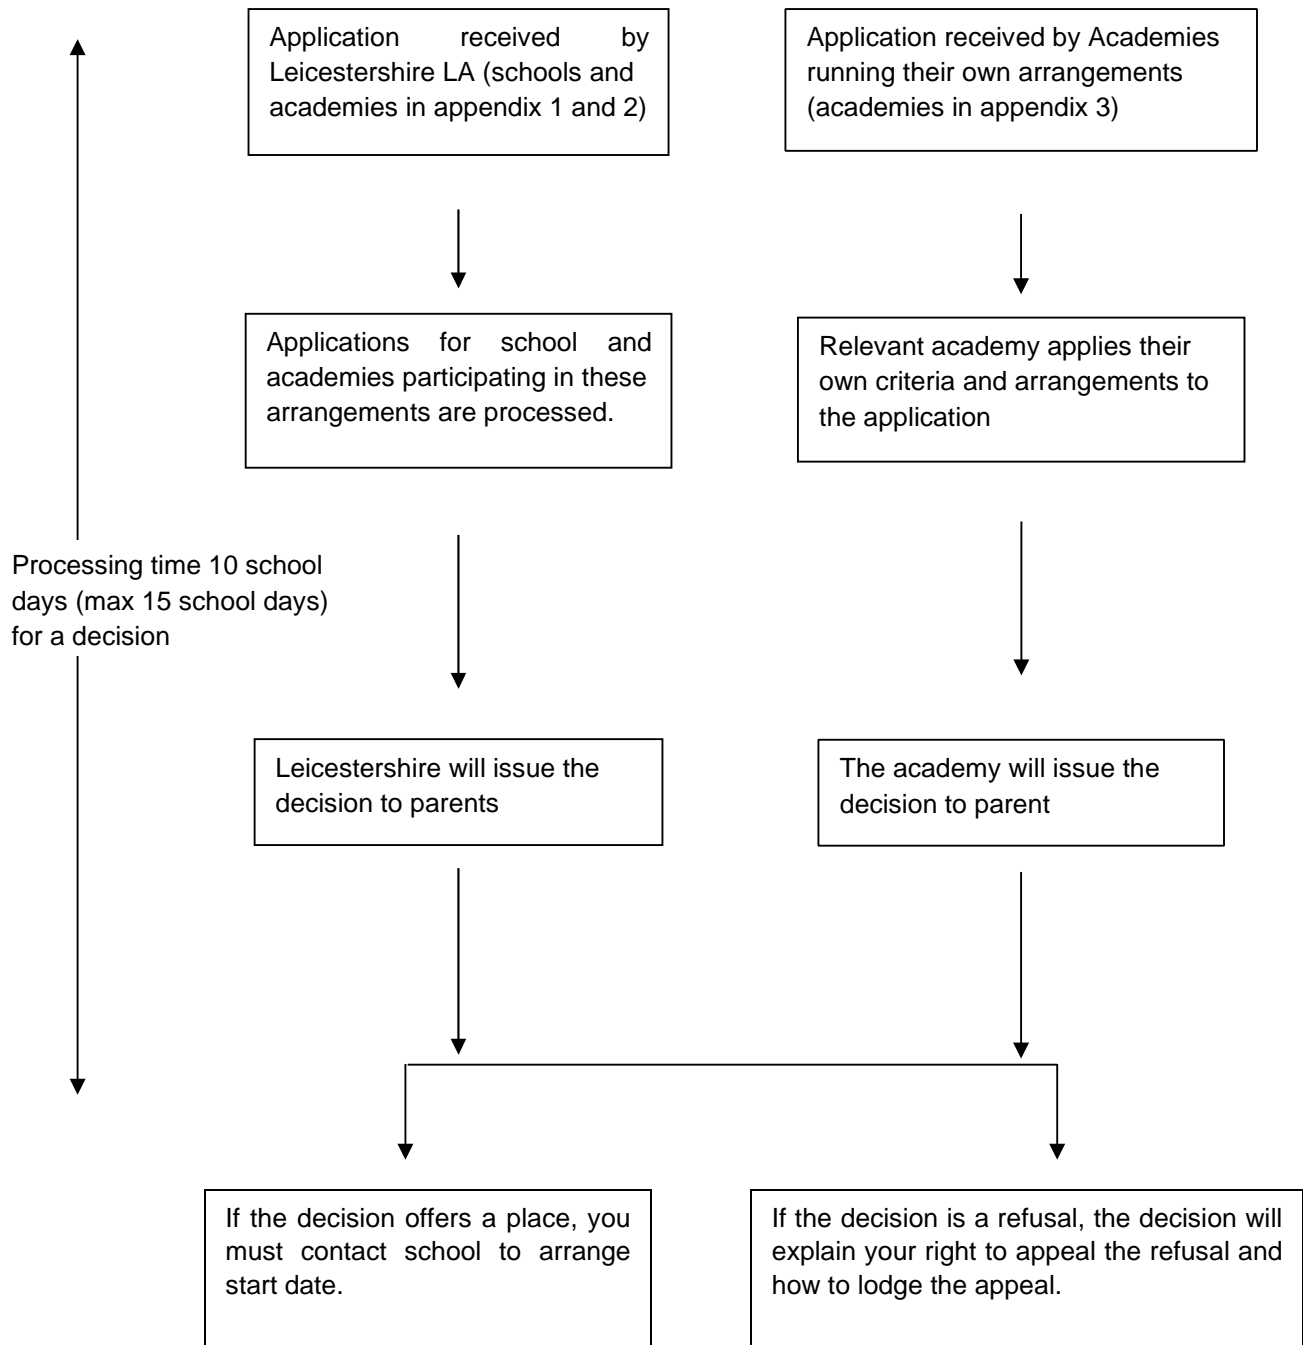 Application received by
Leicestershire LA (schools and
academies in appendix 1 and 2)
Application received by Academies
running their own arrangements
(academies in appendix 3)
Applications for school and
academies participating in these
arrangements are processed.
Relevant academy applies their
own criteria and arrangements to
the application
Processing time 10 school
days (max 15 school days)
for a decision
Leicestershire will issue the
decision to parents
The academy will issue the
decision to parent
If the decision offers a place, you
must contact school to arrange
start date.
If the decision is a refusal, the decision will
explain your right to appeal the refusal and
how to lodge the appeal.